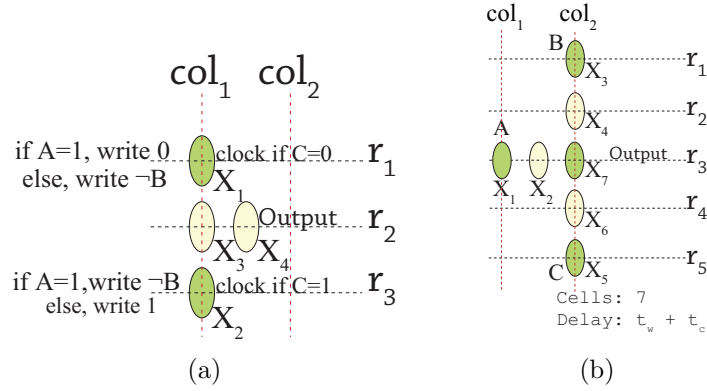 col₁ col₂
if A=1, write 0
else, write ¬B
clock if C=0
r₁
X₁
Output
r₂
X₃ X₄
if A=1,write ¬B
else, write 1
clock if C=1
r₃
X₂
(a)
col₁ col₂
B
r₁
X₃
r₂
X₄
A
Output
r₃
X₁ X₂ X₇
r₄
X₆
r₅
C X₅
Cells: 7
Delay: t_w + t_c
(b)